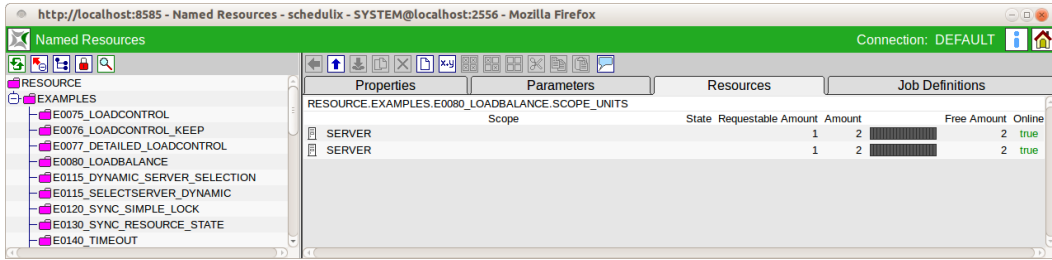 http://localhost:8585 - Named Resources - schedulix - SYSTEM@localhost:2556 - Mozilla Firefox
Named Resources
Connection: DEFAULT
RESOURCE
EXAMPLES
E0075_LOADCONTROL
E0076_LOADCONTROL_KEEP
E0077_DETAILED_LOADCONTROL
E0080_LOADBALANCE
E0115_DYNAMIC_SERVER_SELECTION
E0115_SELECTSERVER_DYNAMIC
E0120_SYNC_SIMPLE_LOCK
E0130_SYNC_RESOURCE_STATE
E0140_TIMEOUT
x.y
Properties Parameters Resources Job Definitions
RESOURCE.EXAMPLES.E0080_LOADBALANCE.SCOPE_UNITS
Scope State Requestable Amount Amount Free Amount Online
SERVER 1 2 2 true
SERVER 1 2 2 true